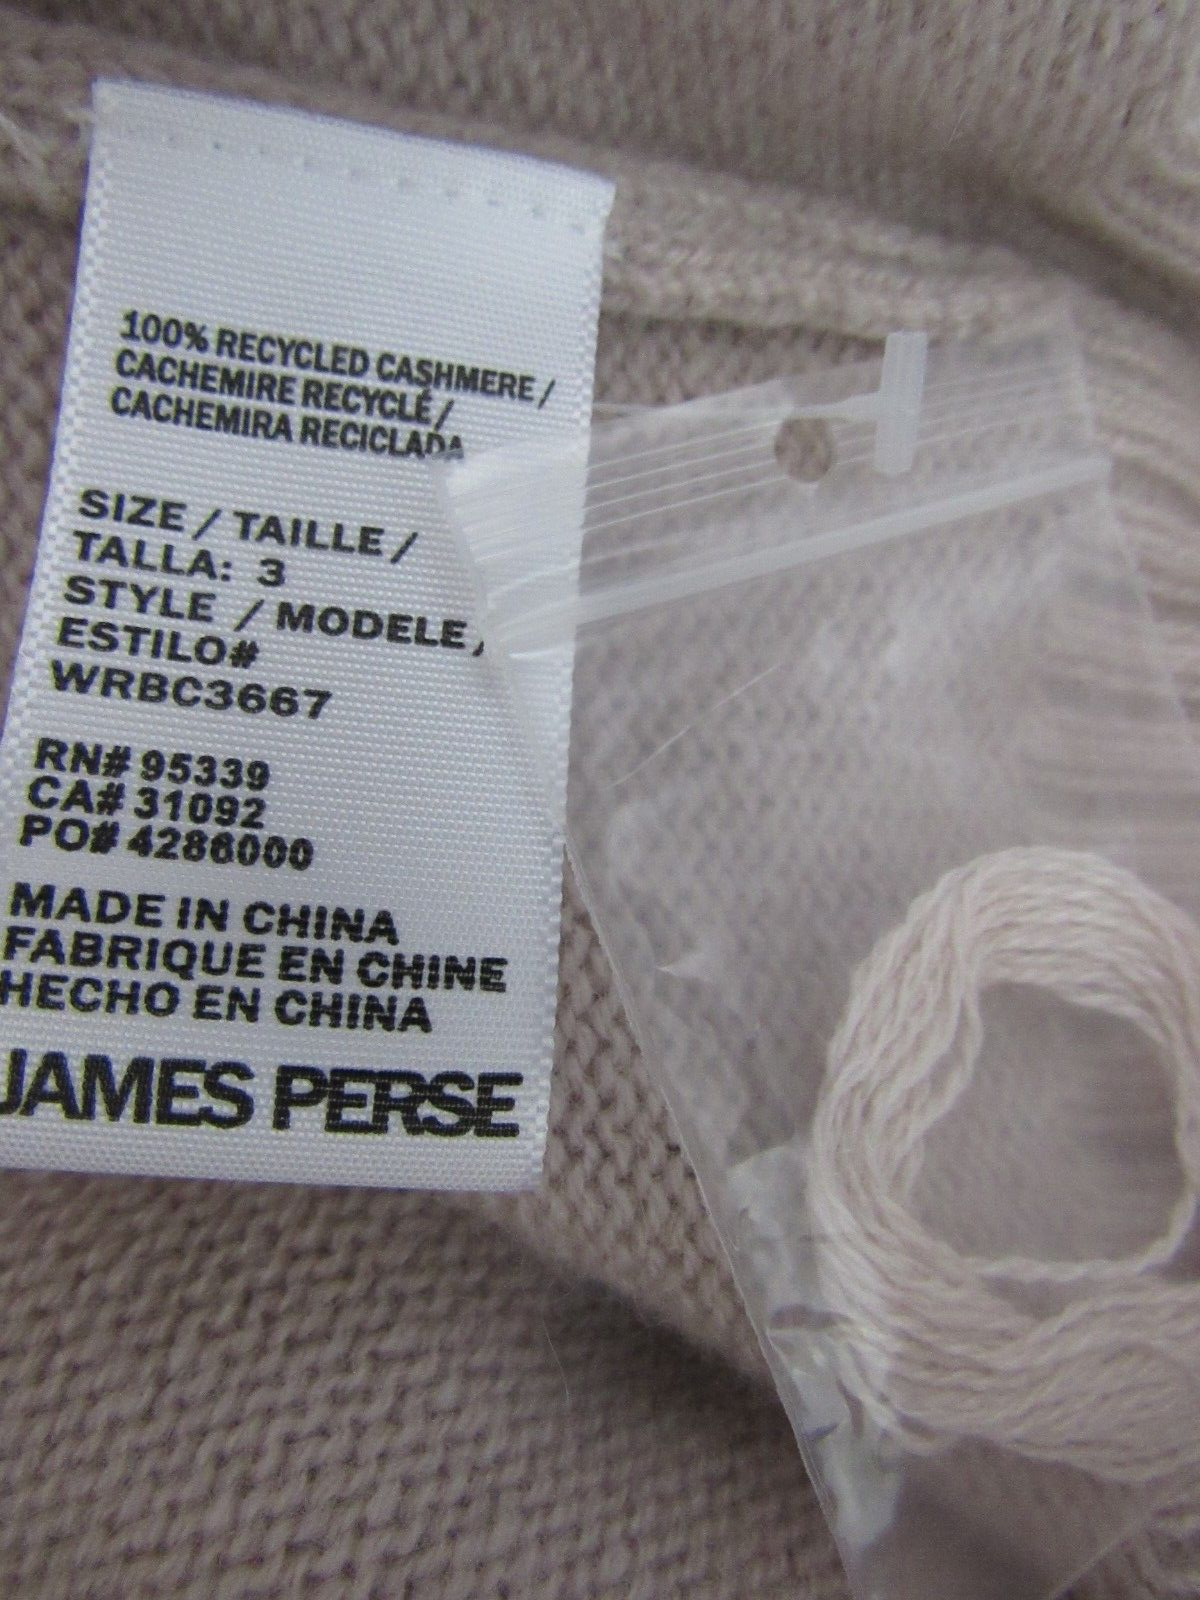 100% RECYCLED CASHMERE /
CACHEMIRE RECYCLÉ /
CACHEMIRA RECICLADA
SIZE / TAILLE /
TALLA: 3
STYLE / MODELE /
ESTILO#
WRBC3667
RN# 95339
CA# 31092
PO# 4286000
MADE IN CHINA
FABRIQUE EN CHINE
HECHO EN CHINA
JAMES PERSE